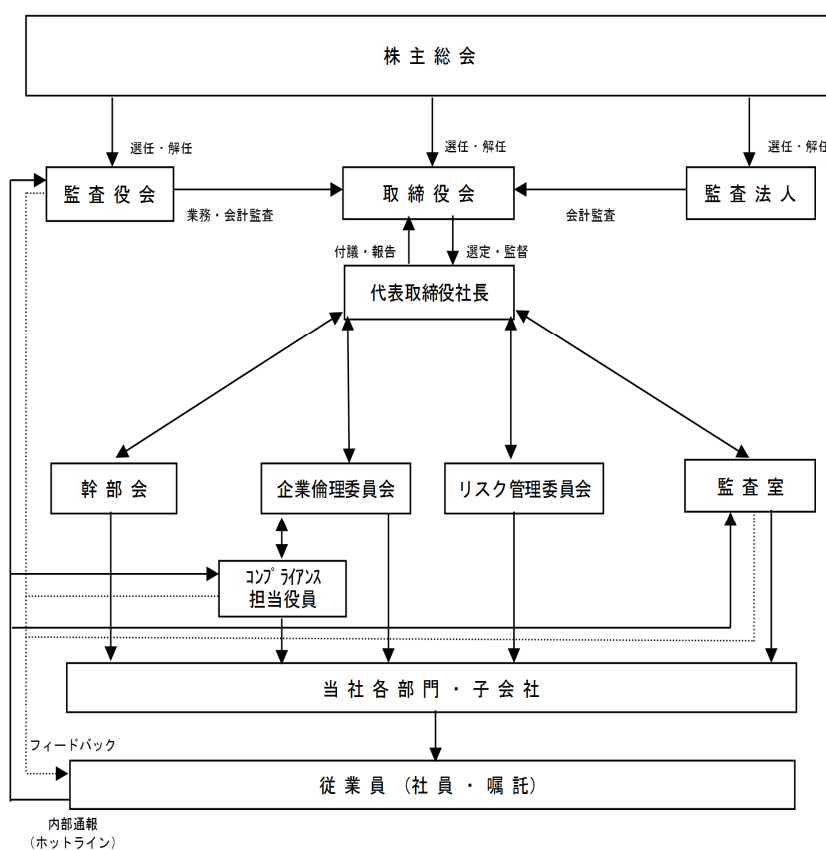 株主総会
選任・解任
選任・解任
選任・解任
監査役会
取締役会
監査法人
業務・会計監査
会計監査
付議・報告
選定・監督
代表取締役社長
幹部会
企業倫理委員会
リスク管理委員会
監査室
コンプライアンス
担当役員
当社各部門・子会社
フィードバック
従業員（社員・嘱託）
内部通報
（ホットライン）